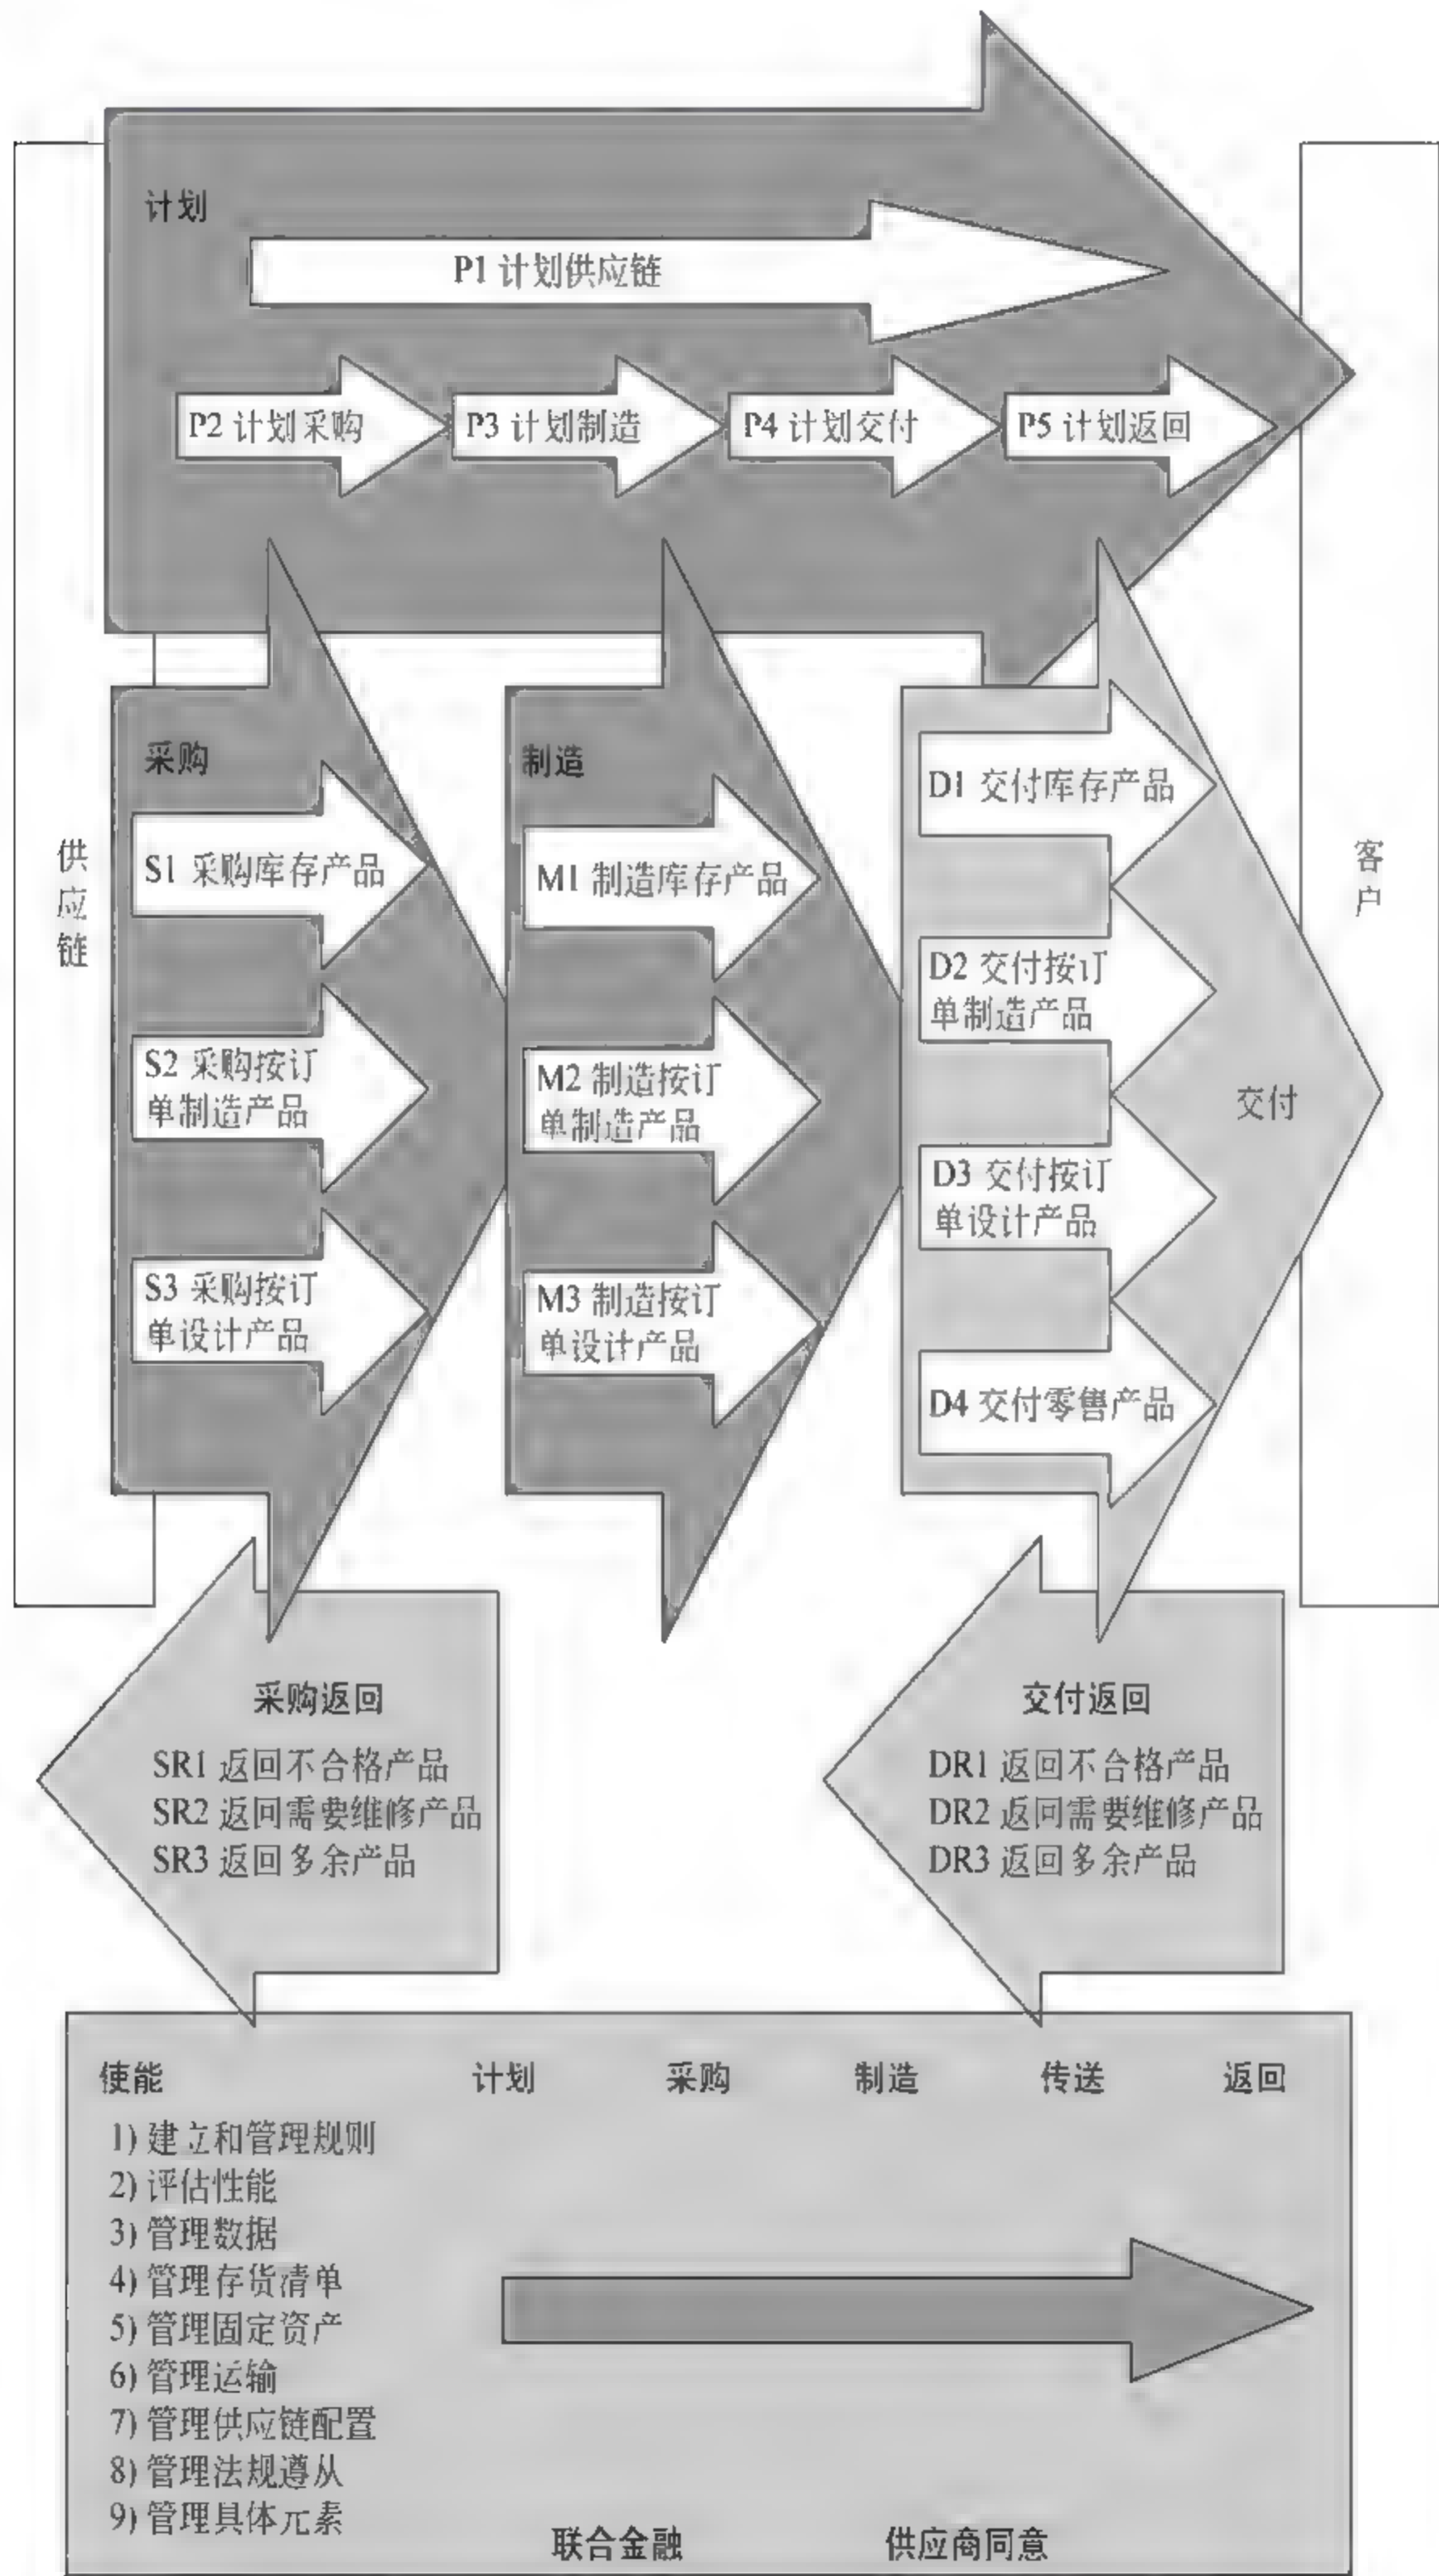 计划
P1 计划供应链
P2 计划采购
P3 计划制造
P4 计划交付
P5 计划返回
供
应
链
采购
S1 采购库存产品
S2 采购按订
单制造产品
S3 采购按订
单设计产品
制造
M1 制造库存产品
M2 制造按订
单制造产品
M3 制造按订
单设计产品
D1 交付库存产品
D2 交付按订
单制造产品
D3 交付按订
单设计产品
D4 交付零售产品
交付
客
户
采购返回
SR1 返回不合格产品
SR2 返回需要维修产品
SR3 返回多余产品
交付返回
DR1 返回不合格产品
DR2 返回需要维修产品
DR3 返回多余产品
使能 计划 采购 制造 传送 返回
1) 建立和管理规则
2) 评估性能
3) 管理数据
4) 管理存货清单
5) 管理固定资产
6) 管理运输
7) 管理供应链配置
8) 管理法规遵从
9) 管理具体元素
联合金融 供应商同意